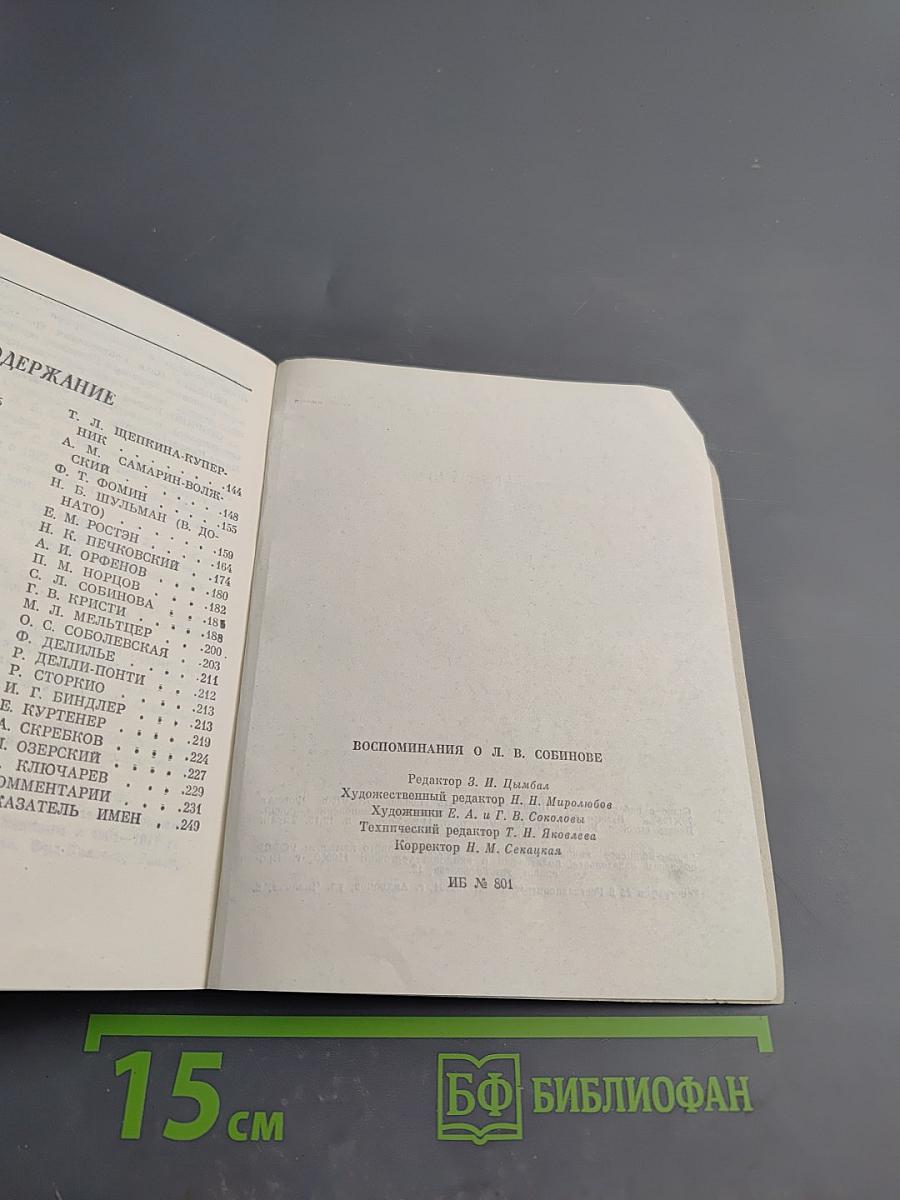 ОДЕРЖАНИЕ
Т. Л. ЩЕПКИНА-КУПЕР-
НИК . . . . . . . 144
А. М. САМАРИН-ВОЛЖ-
СКИЙ . . . . . . 148
Ф. Т. ФОМИН . . . . 155
Н. Б. ШУЛЬМАН (В. ДО-
НАТО) . . . . . . 159
Е. М. РОСТЭН . . . . 164
Н. К. ПЕЧКОВСКИЙ . 174
А. И. ОРФЕНОВ . . . 180
П. М. НОРЦОВ . . . 182
С. Л. СОБИНОВА . . 185
Г. В. КРИСТИ . . . . 188
М. Л. МЕЛЬТЦЕР . . 200
О. С. СОБОЛЕВСКАЯ . 203
Ф. ДЕЛИЛЬЕ . . . . 211
Р. ДЕЛЛИ-ПОНТИ . . 212
Р. СТОРКИО . . . . 213
И. Г. БИНДЛЕР . . . 213
Е. КУРТЕНЕР . . . . 219
А. СКРЕБКОВ . . . . 224
ОЗЕРСКИЙ . . . . 227
КЛЮЧАРЕВ . . . . 229
ОММЕНТАРИИ . . . . 231
КАЗАТЕЛЬ ИМЕН . . 249
ВОСПОМИНАНИЯ О Л. В. СОБИНОВЕ
Редактор З. И. Цымбал
Художественный редактор Н. Н. Миролюбов
Художники Е. А. и Г. В. Соколовы
Технический редактор Т. Н. Яковлева
Корректор Н. М. Секацкая
ИБ № 801
15 см
БФ БИБЛИОФАН